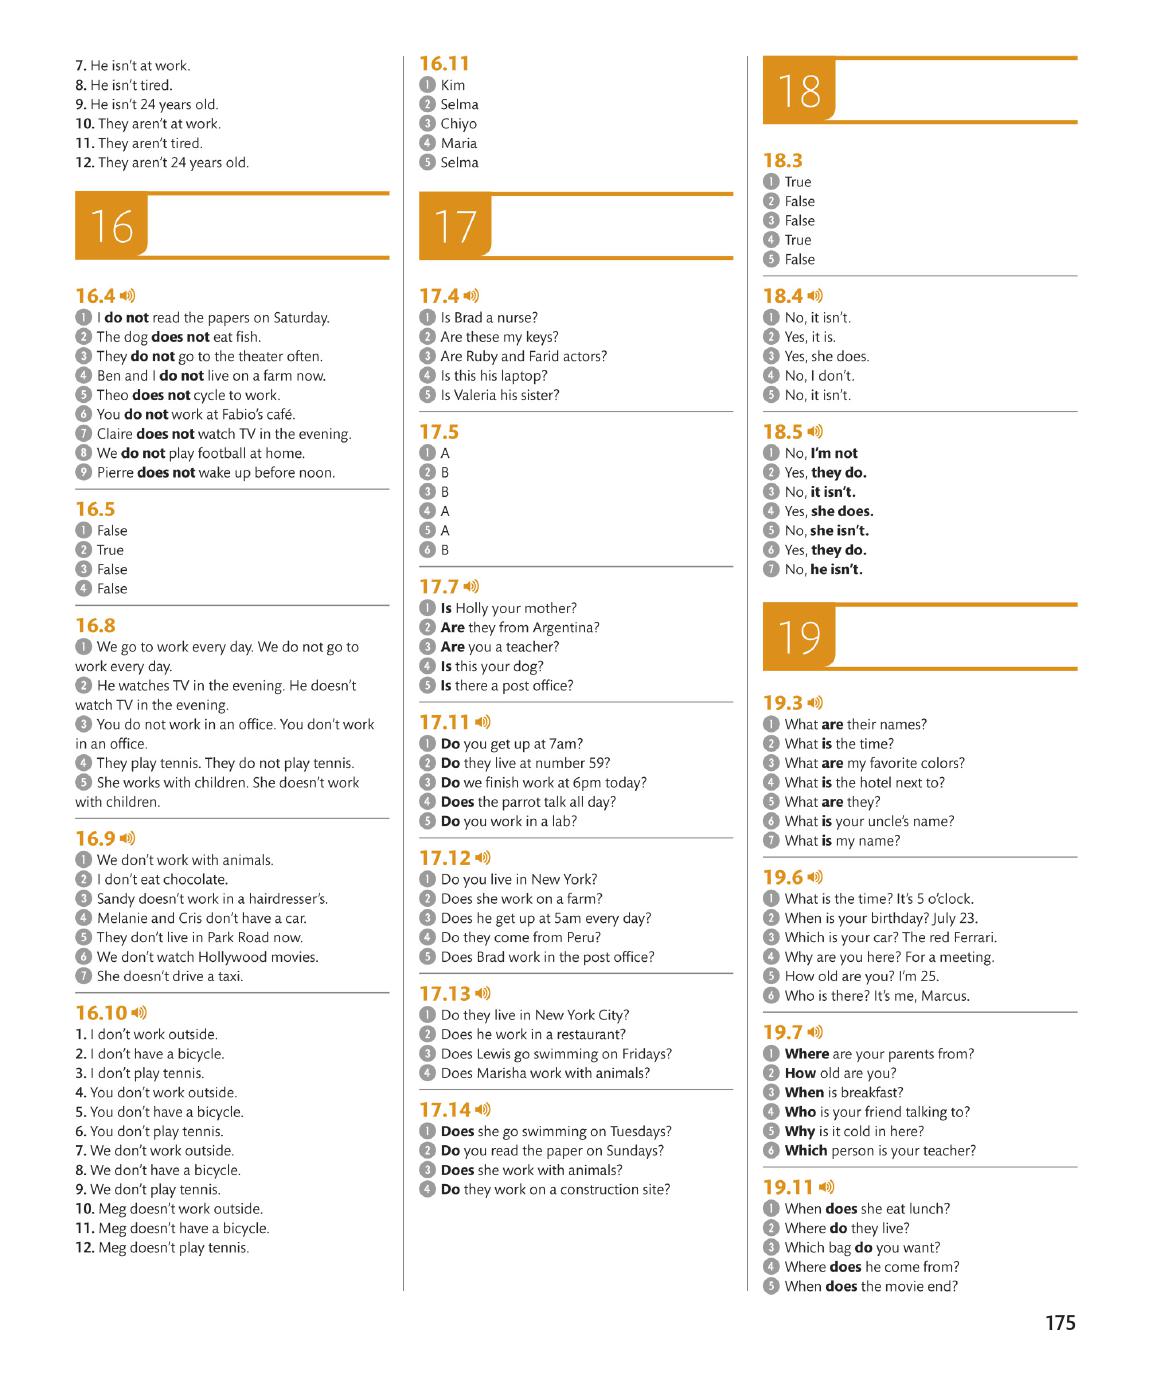 7. He isn't at work.
8. He isn't tired.
9. He isn't 24 years old.
10. They aren't at work.
11. They aren't tired.
12. They aren't 24 years old.
16
16.4
1 I do not read the papers on Saturday.
2 The dog does not eat fish.
3 They do not go to the theater often.
4 Ben and I do not live on a farm now.
5 Theo does not cycle to work.
6 You do not work at Fabio's café.
7 Claire does not watch TV in the evening.
8 We do not play football at home.
9 Pierre does not wake up before noon.
16.5
1 False
2 True
3 False
4 False
16.8
1 We go to work every day. We do not go to
work every day.
2 He watches TV in the evening. He doesn't
watch TV in the evening.
3 You do not work in an office. You don't work
in an office.
4 They play tennis. They do not play tennis.
5 She works with children. She doesn't work
with children.
16.9
1 We don't work with animals.
2 I don't eat chocolate.
3 Sandy doesn't work in a hairdresser's.
4 Melanie and Cris don't have a car.
5 They don't live in Park Road now.
6 We don't watch Hollywood movies.
7 She doesn't drive a taxi.
16.10
1. I don't work outside.
2. I don't have a bicycle.
3. I don't play tennis.
4. You don't work outside.
5. You don't have a bicycle.
6. You don't play tennis.
7. We don't work outside.
8. We don't have a bicycle.
9. We don't play tennis.
10. Meg doesn't work outside.
11. Meg doesn't have a bicycle.
12. Meg doesn't play tennis.
16.11
1 Kim
2 Selma
3 Chiyo
4 Maria
5 Selma
17
17.4
1 Is Brad a nurse?
2 Are these my keys?
3 Are Ruby and Farid actors?
4 Is this his laptop?
5 Is Valeria his sister?
17.5
1 A
2 B
3 B
4 A
5 A
6 B
17.7
1 Is Holly your mother?
2 Are they from Argentina?
3 Are you a teacher?
4 Is this your dog?
5 Is there a post office?
17.11
1 Do you get up at 7am?
2 Do they live at number 59?
3 Do we finish work at 6pm today?
4 Does the parrot talk all day?
5 Do you work in a lab?
17.12
1 Do you live in New York?
2 Does she work on a farm?
3 Does he get up at 5am every day?
4 Do they come from Peru?
5 Does Brad work in the post office?
17.13
1 Do they live in New York City?
2 Does he work in a restaurant?
3 Does Lewis go swimming on Fridays?
4 Does Marisha work with animals?
17.14
1 Does she go swimming on Tuesdays?
2 Do you read the paper on Sundays?
3 Does she work with animals?
4 Do they work on a construction site?
18
18.3
1 True
2 False
3 False
4 True
5 False
18.4
1 No, it isn't.
2 Yes, it is.
3 Yes, she does.
4 No, I don't.
5 No, it isn't.
18.5
1 No, I'm not
2 Yes, they do.
3 No, it isn't.
4 Yes, she does.
5 No, she isn't.
6 Yes, they do.
7 No, he isn't.
19
19.3
1 What are their names?
2 What is the time?
3 What are my favorite colors?
4 What is the hotel next to?
5 What are they?
6 What is your uncle's name?
7 What is my name?
19.6
1 What is the time? It's 5 o'clock.
2 When is your birthday? July 23.
3 Which is your car? The red Ferrari.
4 Why are you here? For a meeting.
5 How old are you? I'm 25.
6 Who is there? It's me, Marcus.
19.7
1 Where are your parents from?
2 How old are you?
3 When is breakfast?
4 Who is your friend talking to?
5 Why is it cold in here?
6 Which person is your teacher?
19.11
1 When does she eat lunch?
2 Where do they live?
3 Which bag do you want?
4 Where does he come from?
5 When does the movie end?
175